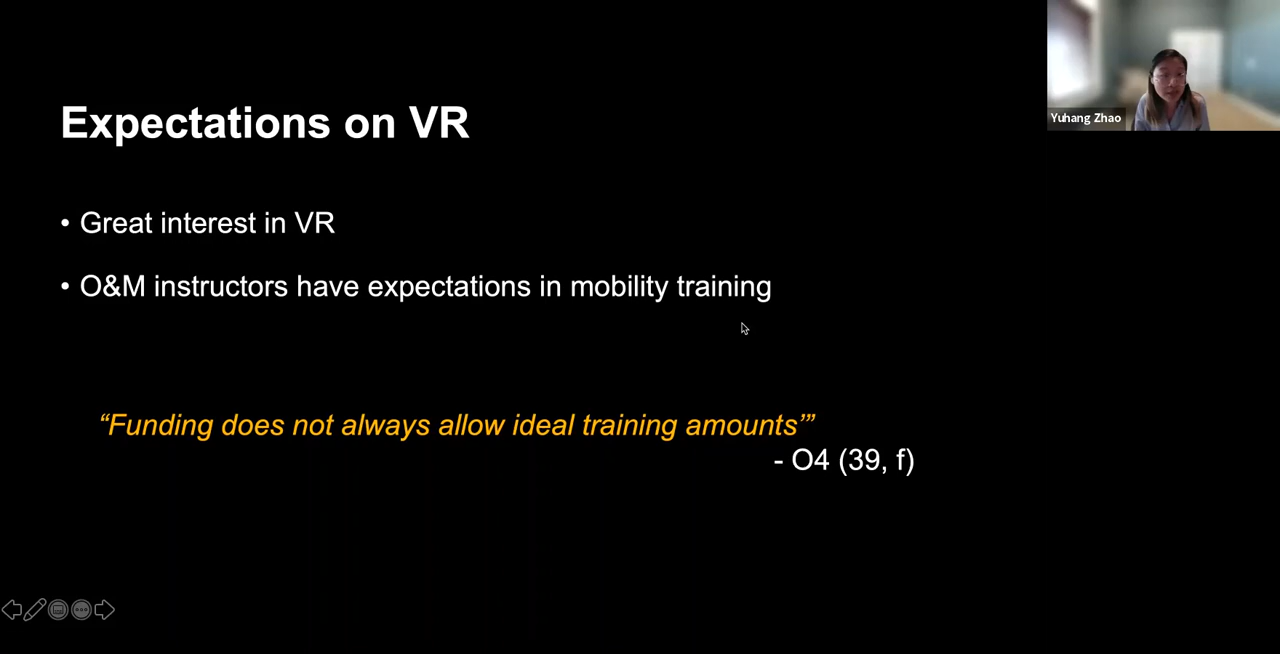 Expectations on VR
• Great interest in VR
• O&M instructors have expectations in mobility training
“Funding does not always allow ideal training amounts’”
- O4 (39, f)
Yuhang Zhao